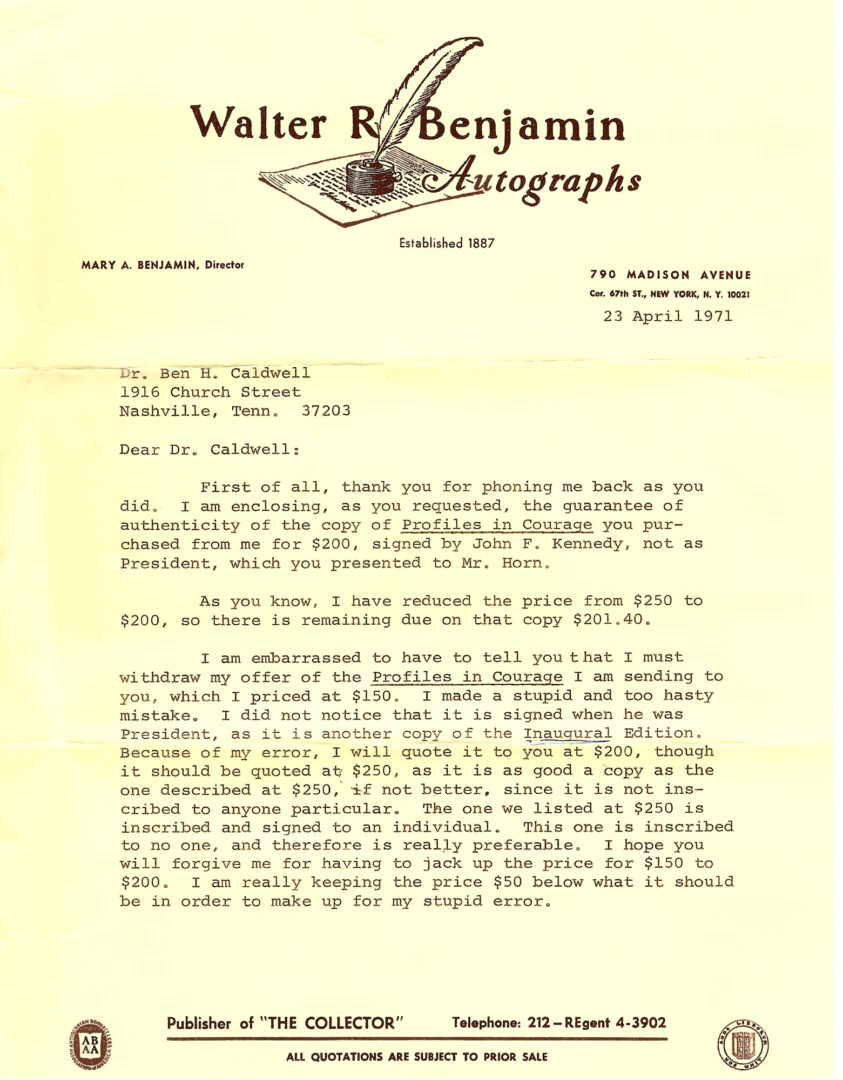 Walter R Benjamin
Autographs
Established 1887
MARY A. BENJAMIN, Director
790 MADISON AVENUE
Cor. 67th ST., NEW YORK, N. Y. 10021
23 April 1971
Dr. Ben H. Caldwell
1916 Church Street
Nashville, Tenn. 37203
Dear Dr. Caldwell:
First of all, thank you for phoning me back as you
did. I am enclosing, as you requested, the guarantee of
authenticity of the copy of Profiles in Courage you pur-
chased from me for $200, signed by John F. Kennedy, not as
President, which you presented to Mr. Horn.
As you know, I have reduced the price from $250 to
$200, so there is remaining due on that copy $201.40.
I am embarrassed to have to tell you that I must
withdraw my offer of the Profiles in Courage I am sending to
you, which I priced at $150. I made a stupid and too hasty
mistake. I did not notice that it is signed when he was
President, as it is another copy of the Inaugural Edition.
Because of my error, I will quote it to you at $200, though
it should be quoted at $250, as it is as good a copy as the
one described at $250, if not better, since it is not ins-
cribed to anyone particular. The one we listed at $250 is
inscribed and signed to an individual. This one is inscribed
to no one, and therefore is really preferable. I hope you
will forgive me for having to jack up the price for $150 to
$200. I am really keeping the price $50 below what it should
be in order to make up for my stupid error.
Publisher of "THE COLLECTOR" Telephone: 212-REgent 4-3902
ALL QUOTATIONS ARE SUBJECT TO PRIOR SALE
AB
AA